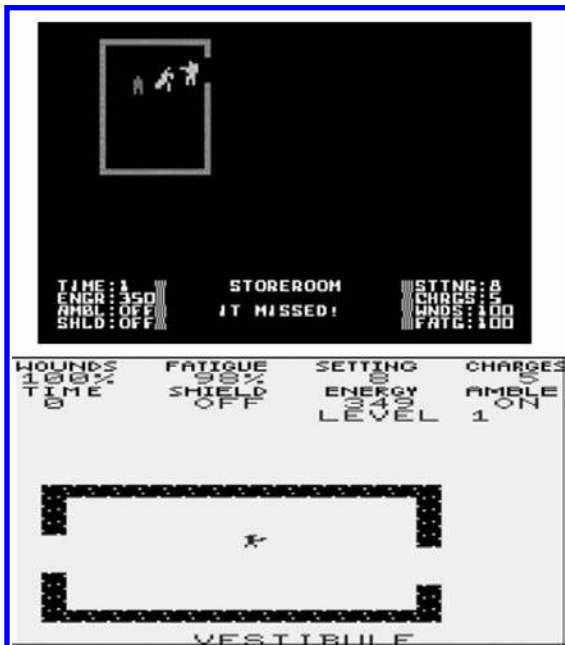 TIME:1 STOREROOM STTNG:8
ENGR:350 CHRGS:5
AMBL:OFF IT MISSED! WNDS:100
SHLD:OFF FATG:100
WOUNDS FATIGUE SETTING CHARGES
100% 98% 8 5
TIME SHIELD ENERGY AMBLE
0 OFF 349 ON
LEVEL 1
VESTIBULE